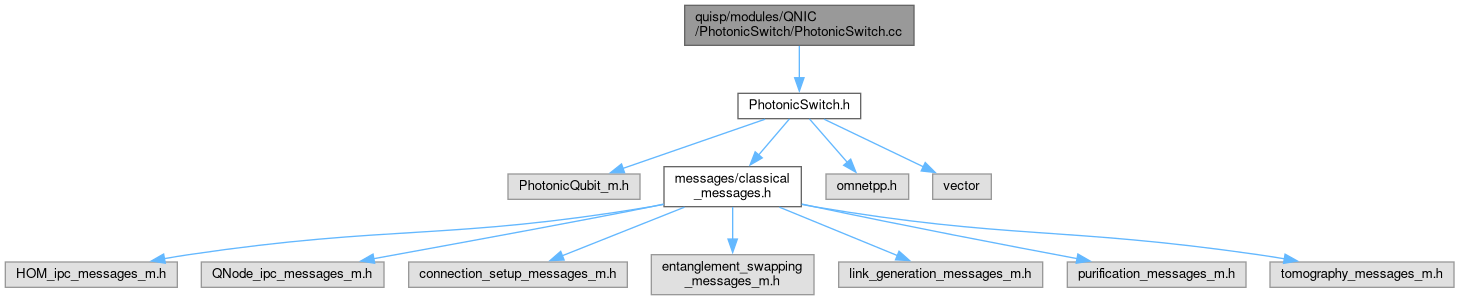 quisp/modules/QNIC
/PhotonicSwitch/PhotonicSwitch.cc
PhotonicSwitch.h
PhotonicQubit_m.h
messages/classical
_messages.h
omnetpp.h
vector
HOM_ipc_messages_m.h
QNode_ipc_messages_m.h
connection_setup_messages_m.h
entanglement_swapping
_messages_m.h
link_generation_messages_m.h
purification_messages_m.h
tomography_messages_m.h